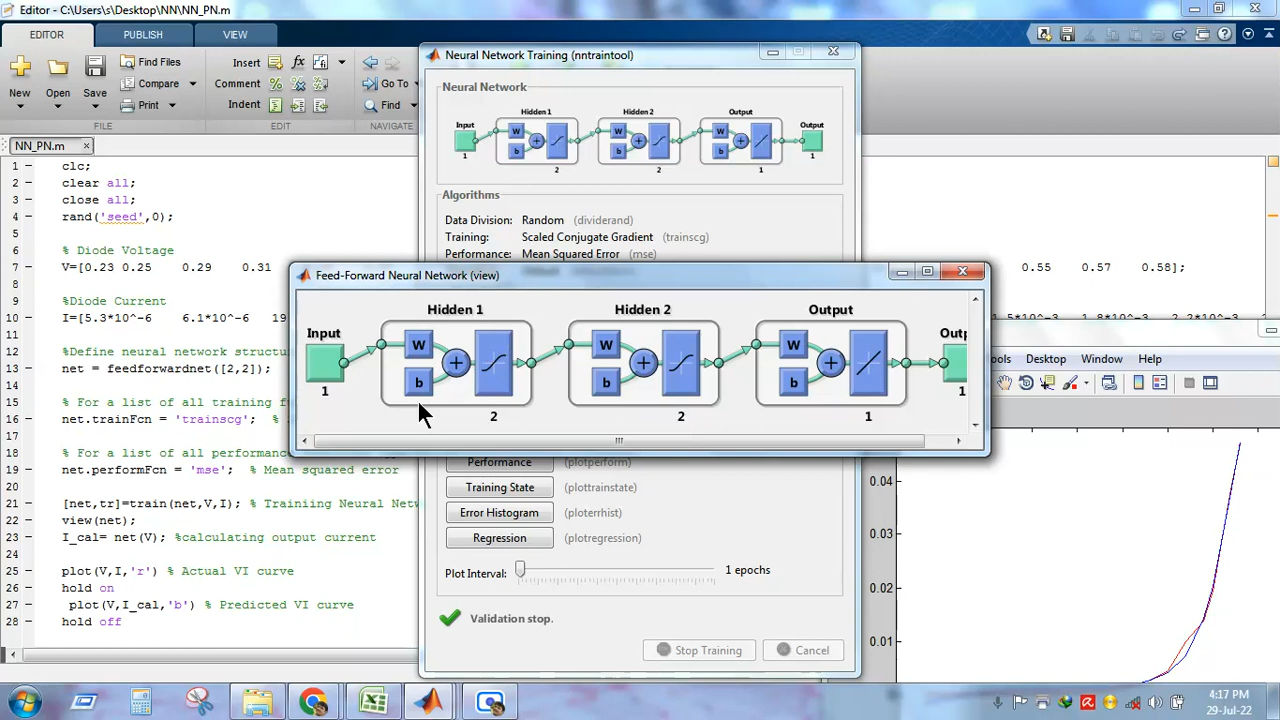 Editor - C:\Users\s\Desktop\NN\NN_PN.m
EDITOR PUBLISH VIEW
New Open Save Find Files Compare Print
Insert Comment Indent
Go To Find
FILE EDIT NAVIGATE
NN_PN.m
1 clc;
2 clear all;
3 close all;
4 rand('seed',0);
5
6 % Diode Voltage
7 V=[0.23 0.25 0.29 0.31 0.55 0.57 0.58];
8
9 %Diode Current
10 I=[5.3*10^-6 6.1*10^-6 19
11
12 %Define neural network structu
13 net = feedforwardnet([2,2]);
14
15 % For a list of all training f
16 net.trainFcn = 'trainscg'; %
17
18 % For a list of all performanc
19 net.performFcn = 'mse'; % Mean squared error
20
21 [net,tr]=train(net,V,I); % Trainiing Neural Netw
22 view(net);
23 I_cal= net(V); %calculating output current
24
25 plot(V,I,'r') % Actual VI curve
26 hold on
27 plot(V,I_cal,'b') % Predicted VI curve
28 hold off
Neural Network Training (nntraintool)
Neural Network
Hidden 1 Hidden 2 Output
Input Output
W b W b W b
1 2 2 1 1
Algorithms
Data Division: Random (dividerand)
Training: Scaled Conjugate Gradient (trainscg)
Performance: Mean Squared Error (mse)
Feed-Forward Neural Network (view)
Hidden 1 Hidden 2 Output
Input Outp
W b W b W b
1 2 2 1 1
Performance (plotperform)
Training State (plottrainstate)
Error Histogram (ploterrhist)
Regression (plotregression)
Plot Interval: 1 epochs
Validation stop.
Stop Training Cancel
ools Desktop Window Help
0.04
0.03
0.02
0.01
4:17 PM
29-Jul-22